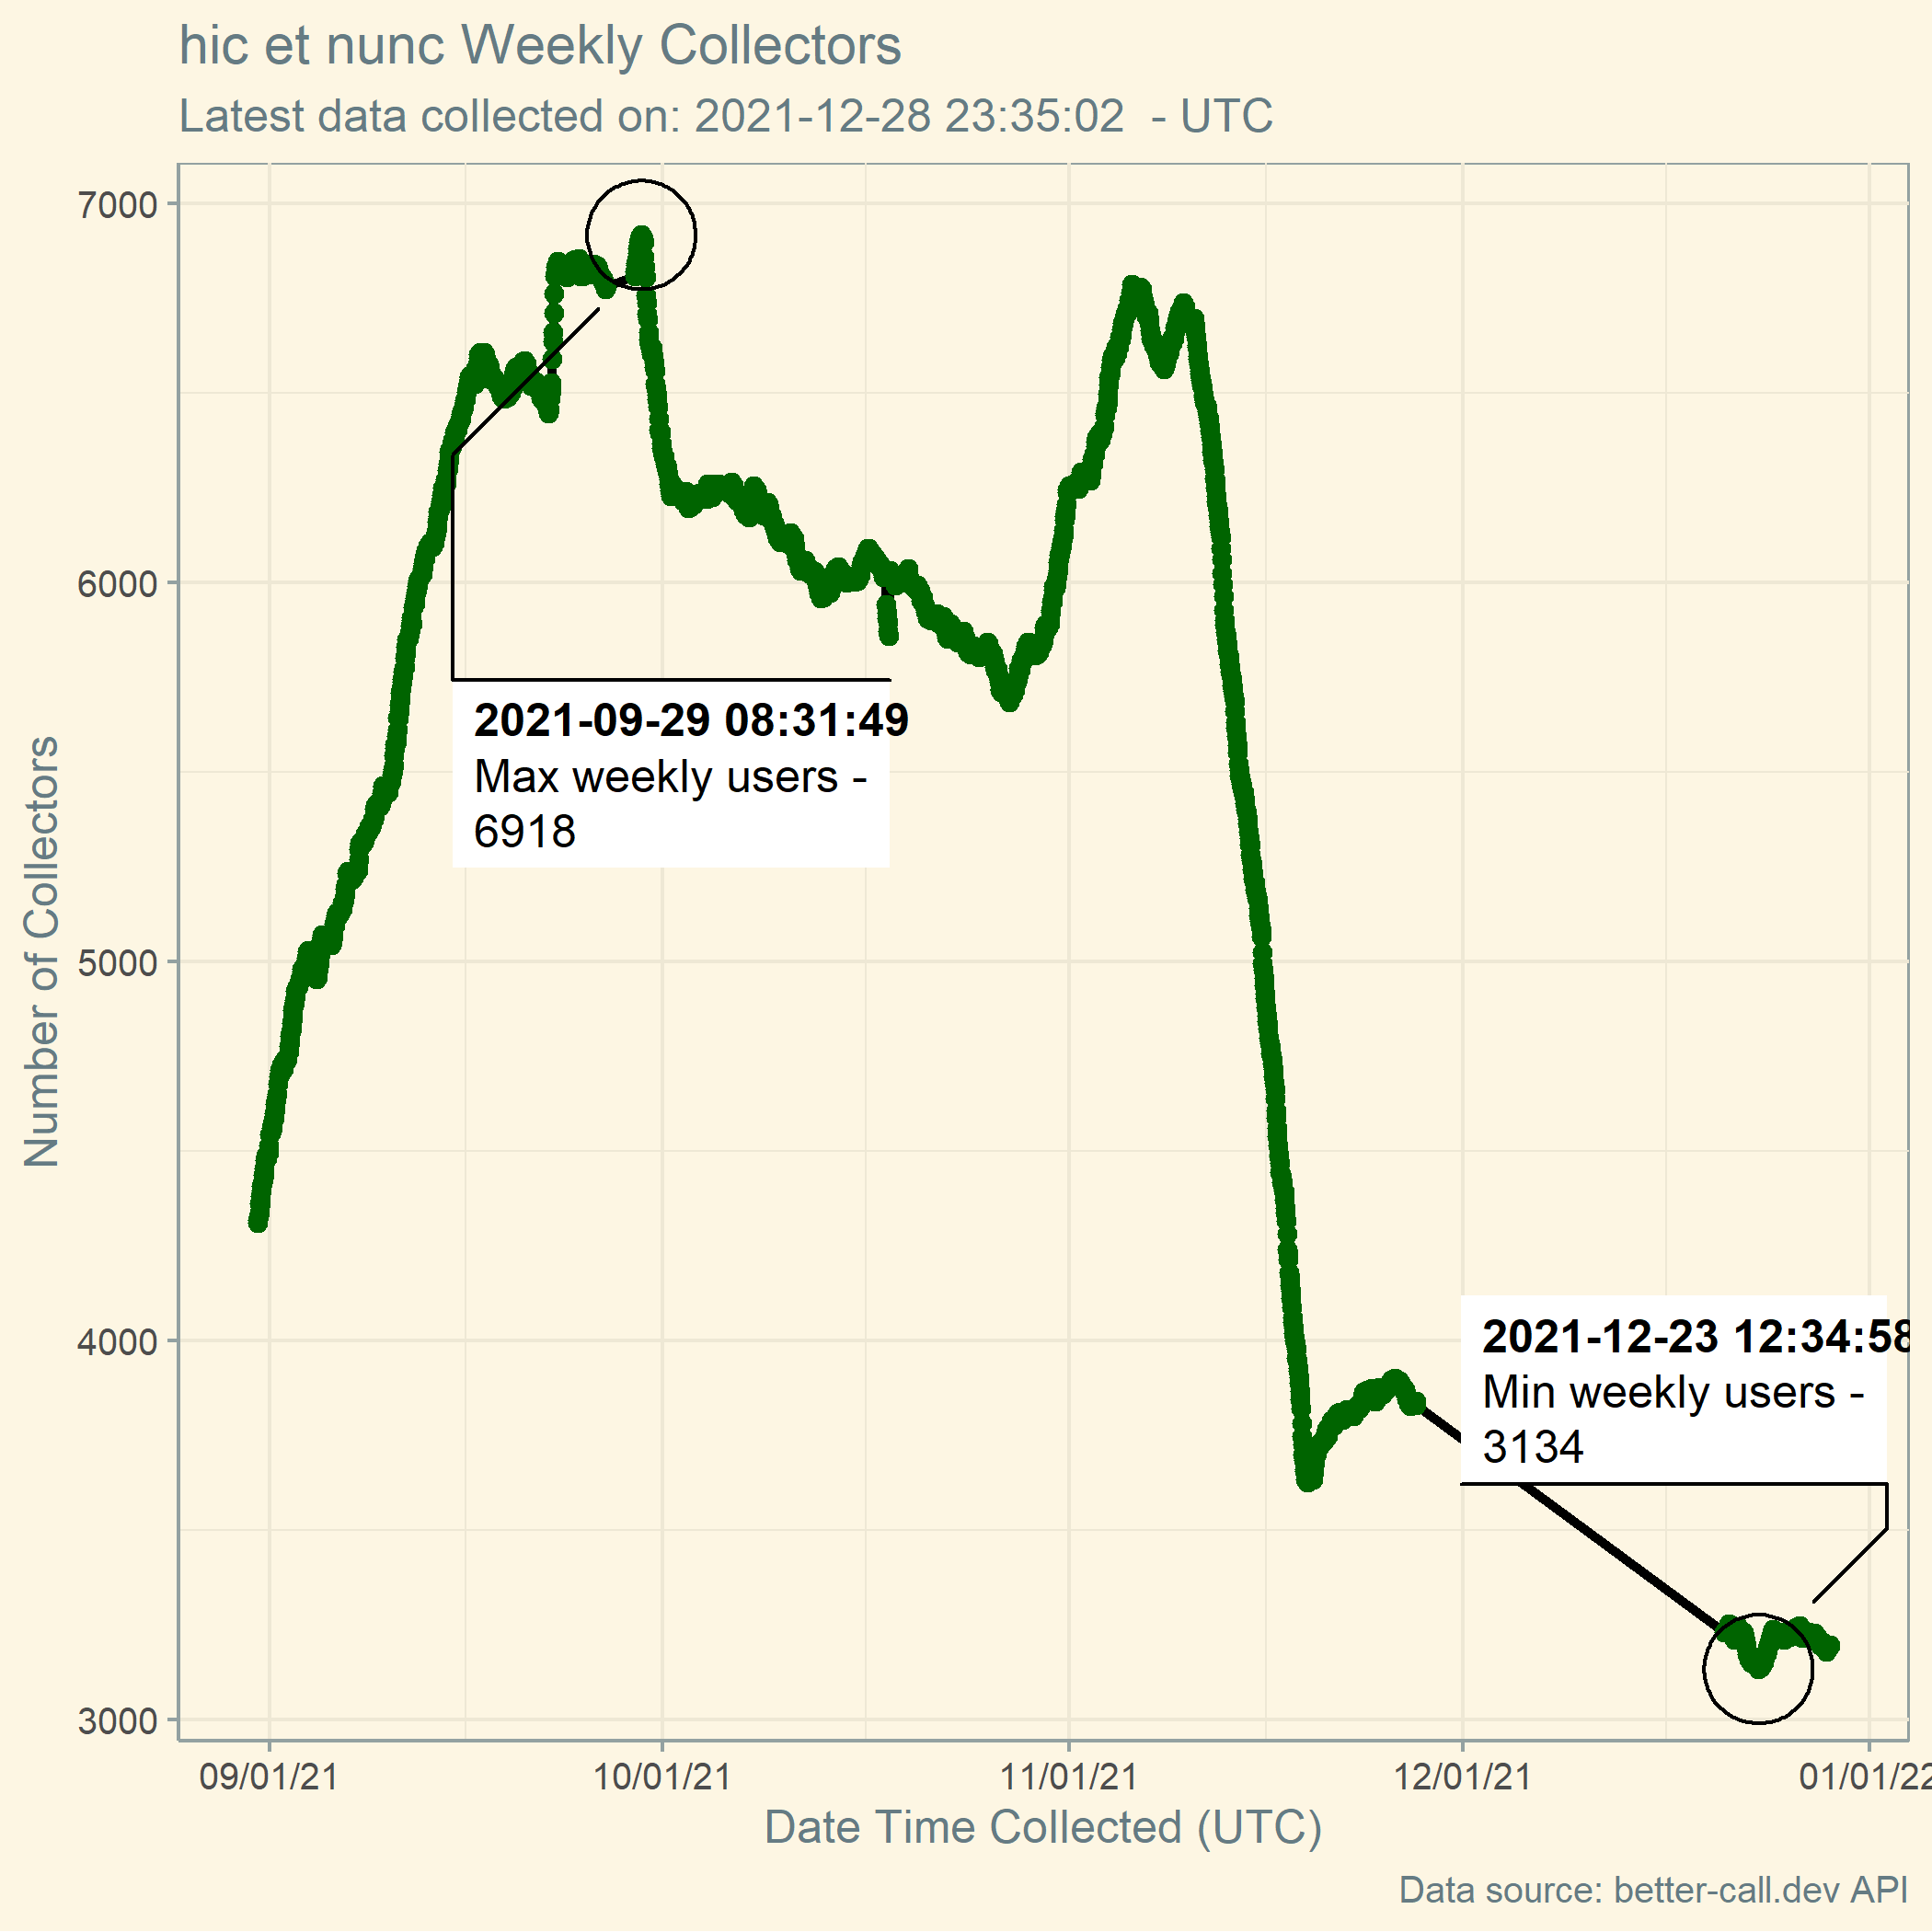 hic et nunc Weekly Collectors
Latest data collected on: 2021-12-28 23:35:02  - UTC
Number of Collectors
7000
6000
5000
4000
3000
2021-09-29 08:31:49
Max weekly users -
6918
2021-12-23 12:34:58
Min weekly users -
3134
09/01/21
10/01/21
11/01/21
12/01/21
01/01/22
Date Time Collected (UTC)
Data source: better-call.dev API